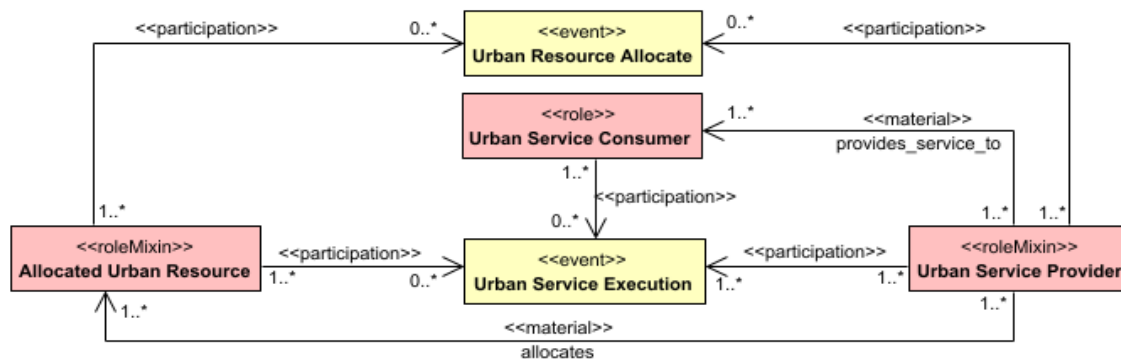 <<participation>>
0..*
<<event>>
Urban Resource Allocate
0..*
<<participation>>
<<role>>
Urban Service Consumer
1..*
<<material>>
provides_service_to
1..*
<<participation>>
0..*
1..*
<<roleMixin>>
Allocated Urban Resource
<<participation>>
1..*
0..*
<<event>>
Urban Service Execution
<<participation>>
1..*
1..*
1..*
1..*
<<roleMixin>>
Urban Service Provider
1..*
1..*
<<material>>
allocates